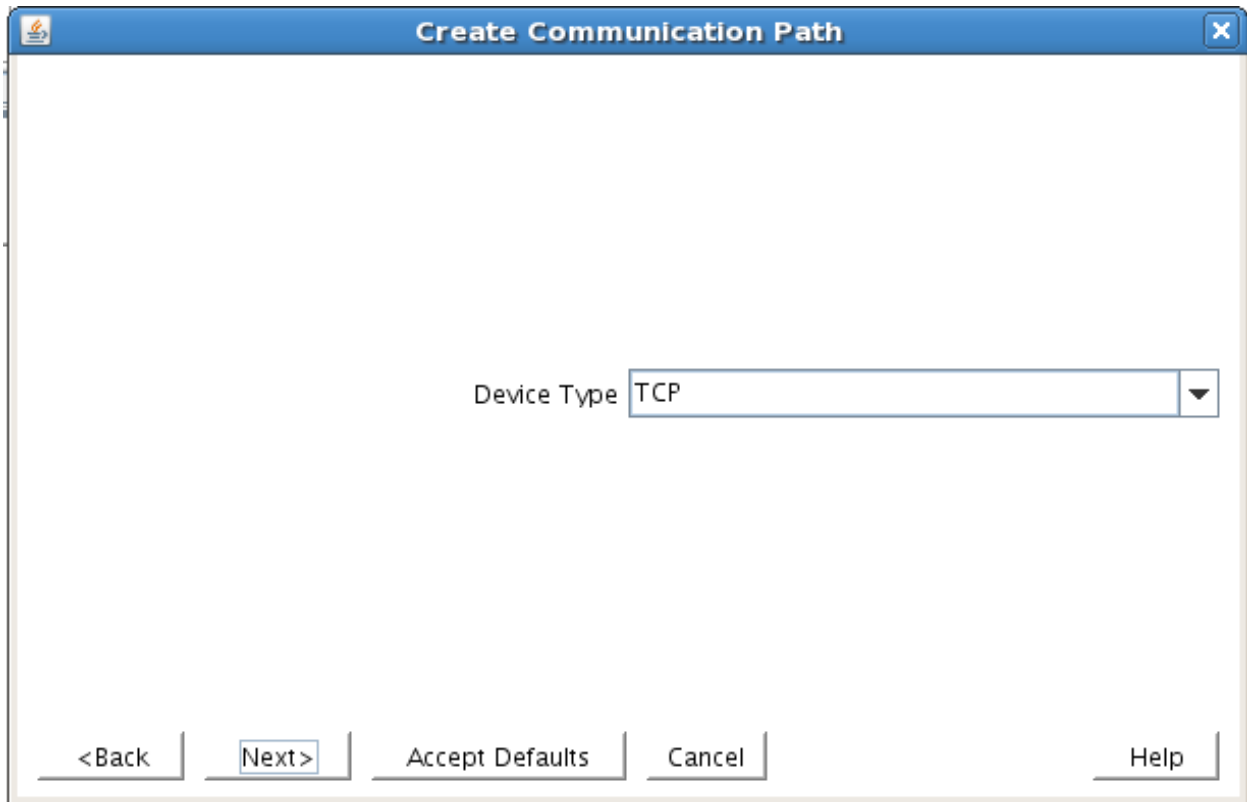 Create Communication Path
Device Type TCP
<Back Next> Accept Defaults Cancel Help